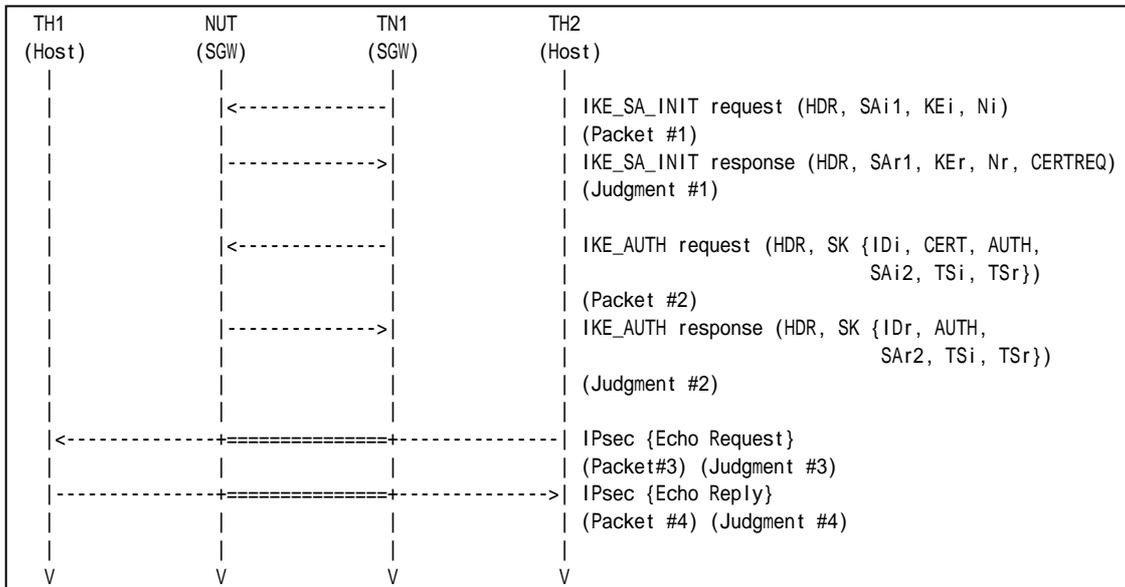 TH1 NUT TN1 TH2
(Host) (SGW) (SGW) (Host)
IKE_SA_INIT request (HDR, SAi1, KEi, Ni)
(Packet #1)
IKE_SA_INIT response (HDR, SAr1, KEr, Nr, CERTREQ)
(Judgment #1)
IKE_AUTH request (HDR, SK {IDi, CERT, AUTH,
SAi2, TSi, TSr})
(Packet #2)
IKE_AUTH response (HDR, SK {IDr, AUTH,
SAr2, TSi, TSr})
(Judgment #2)
IPsec {Echo Request}
(Packet#3) (Judgment #3)
IPsec {Echo Reply}
(Packet #4) (Judgment #4)
V V V V